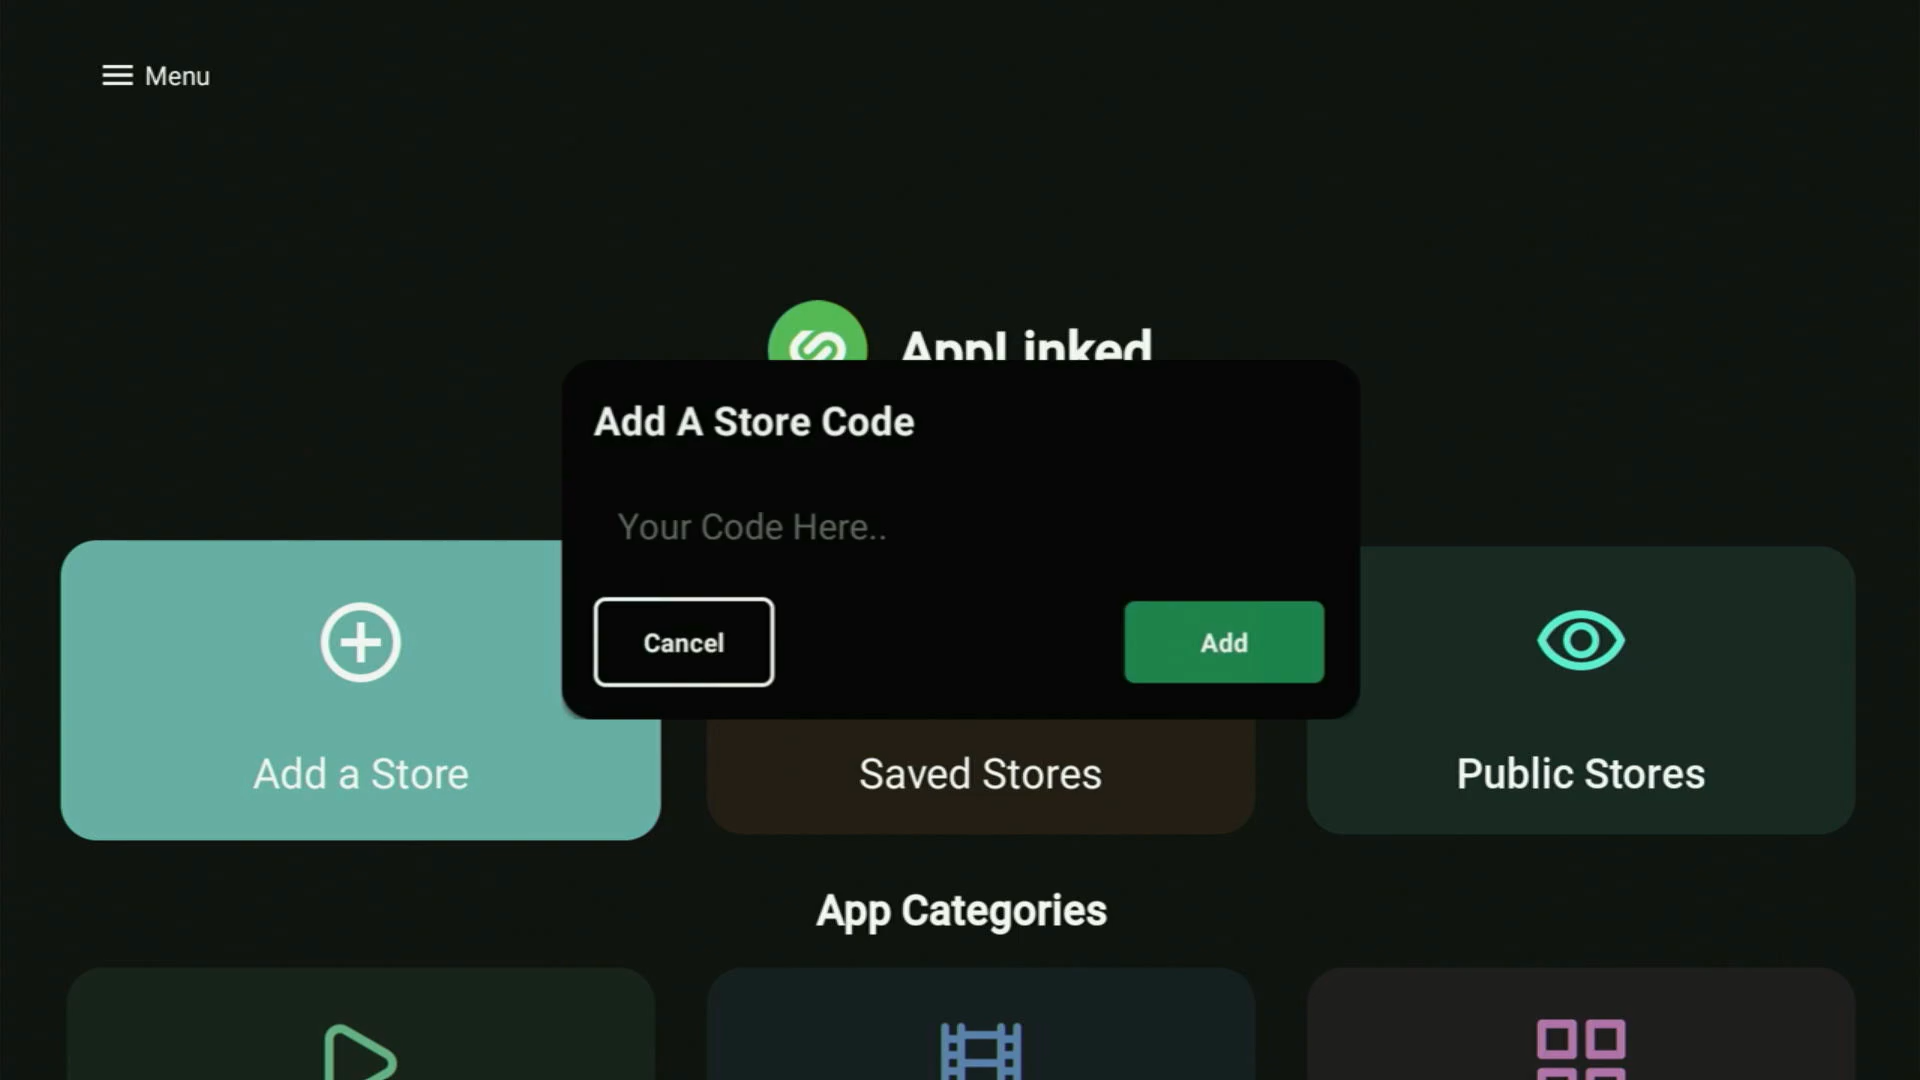 Menu
AppLinked
Add A Store Code
Your Code Here..
Cancel
Add
Add a Store
Saved Stores
Public Stores
App Categories